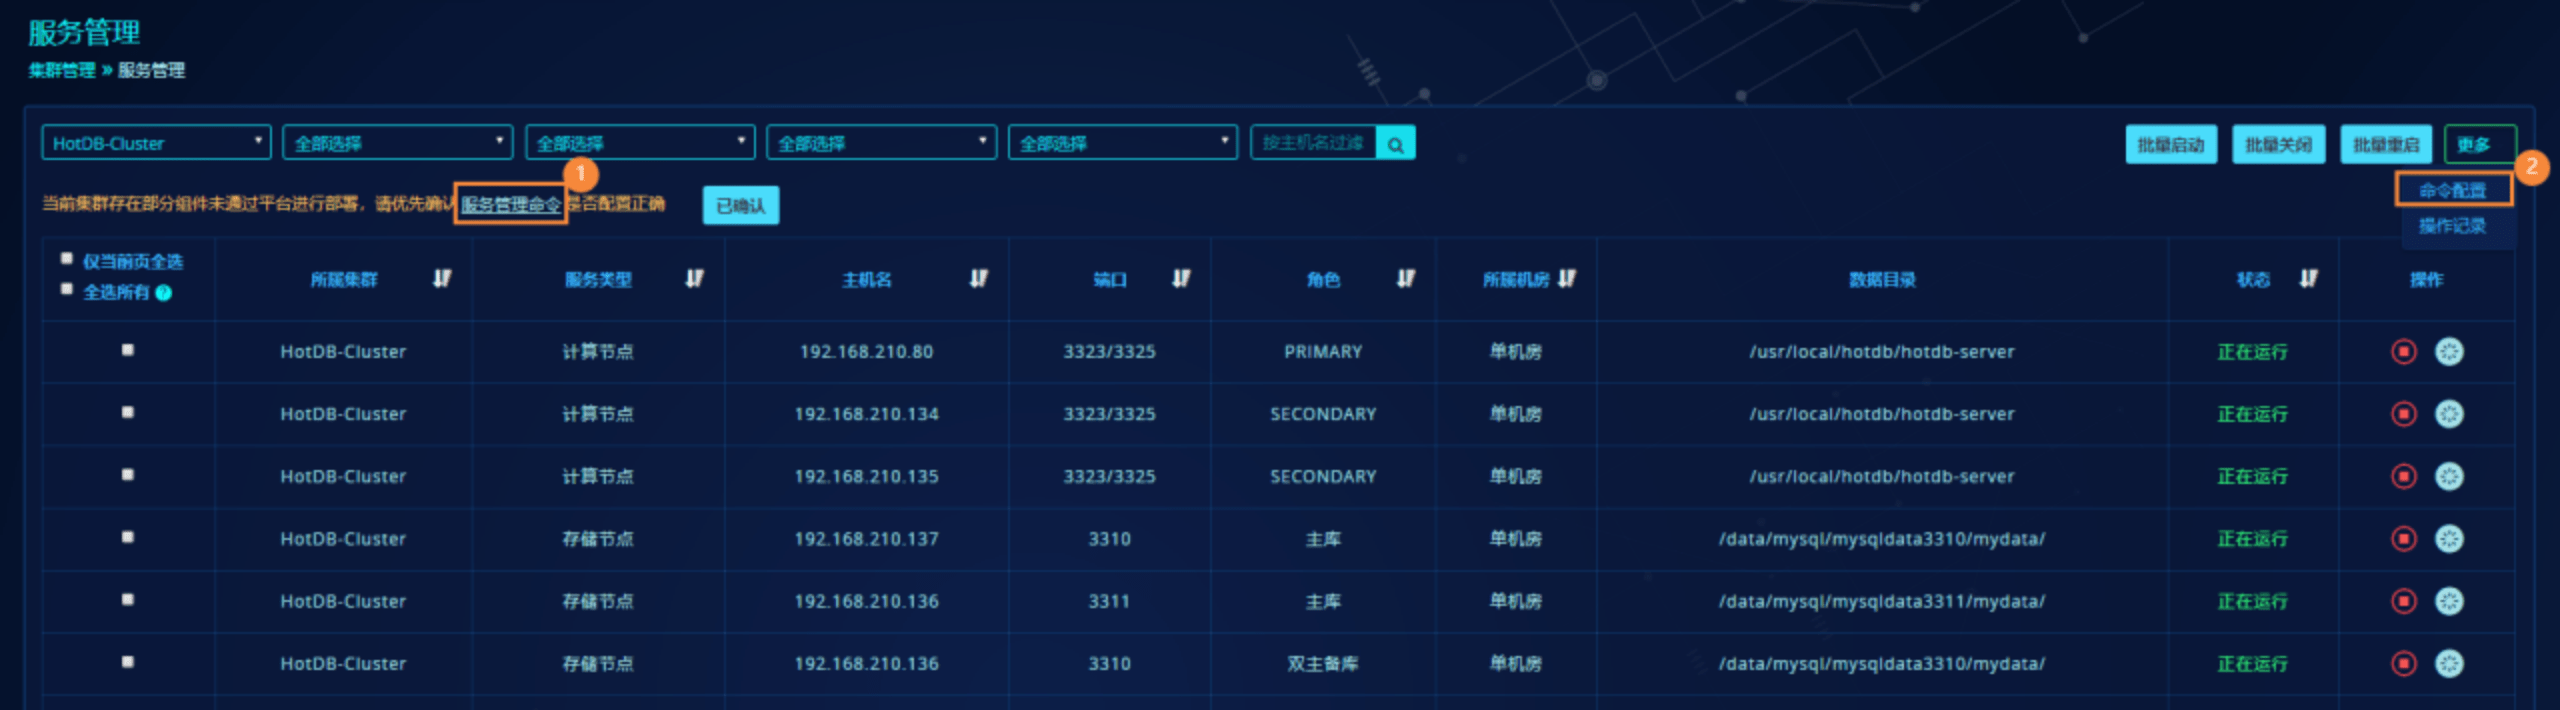 服务管理
集群管理 » 服务管理
HotDB-Cluster 全部选择 全部选择 全部选择 全部选择 按主机名过滤 批量启动 批量关闭 批量重启 更多
1 2
当前集群存在部分组件未通过平台进行部署，请优先确认 服务管理命令 是否配置正确 已确认 命令配置
操作记录
仅当前页全选
全选所有 ?
所属集群 服务类型 主机名 端口 角色 所属机房 数据目录 状态 操作
HotDB-Cluster 计算节点 192.168.210.80 3323/3325 PRIMARY 单机房 /usr/local/hotdb/hotdb-server 正在运行
HotDB-Cluster 计算节点 192.168.210.134 3323/3325 SECONDARY 单机房 /usr/local/hotdb/hotdb-server 正在运行
HotDB-Cluster 计算节点 192.168.210.135 3323/3325 SECONDARY 单机房 /usr/local/hotdb/hotdb-server 正在运行
HotDB-Cluster 存储节点 192.168.210.137 3310 主库 单机房 /data/mysql/mysqldata3310/mydata/ 正在运行
HotDB-Cluster 存储节点 192.168.210.136 3311 主库 单机房 /data/mysql/mysqldata3311/mydata/ 正在运行
HotDB-Cluster 存储节点 192.168.210.136 3310 双主备库 单机房 /data/mysql/mysqldata3310/mydata/ 正在运行